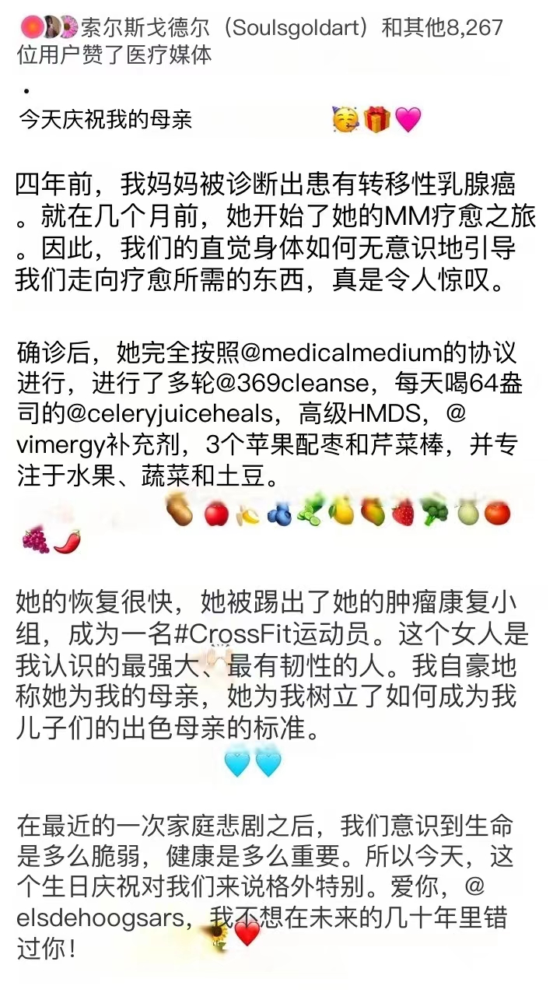 索尔斯戈德尔（Soulsgoldart）和其他8,267
位用户赞了医疗媒体
·
今天庆祝我的母亲
四年前，我妈妈被诊断出患有转移性乳腺癌
。就在几个月前，她开始了她的MM疗愈之旅
。因此，我们的直觉身体如何无意识地引导
我们走向疗愈所需的东西，真是令人惊叹。
确诊后，她完全按照@medicalmedium的协议
进行，进行了多轮@369cleanse，每天喝64盎
司的@celeryjuiceheals，高级HMDS，@
vimergy补充剂，3个苹果配枣和芹菜棒，并专
注于水果、蔬菜和土豆。
她的恢复很快，她被踢出了她的肿瘤康复小
组，成为一名#CrossFit运动员。这个女人是
我认识的最强大、最有韧性的人。我自豪地
称她为我的母亲，她为我树立了如何成为我
儿子们的出色母亲的标准。
在最近的一次家庭悲剧之后，我们意识到生命
是多么脆弱，健康是多么重要。所以今天，这
个生日庆祝对我们来说格外特别。爱你，@
elsdehoogsars，我不想在未来的几十年里错
过你！